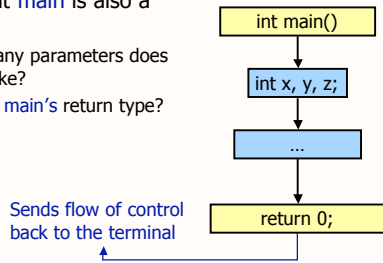 t main is also a
any parameters does
ke?
main's return type?
int main()
int x, y, z;
...
Sends flow of control
back to the terminal
return 0;